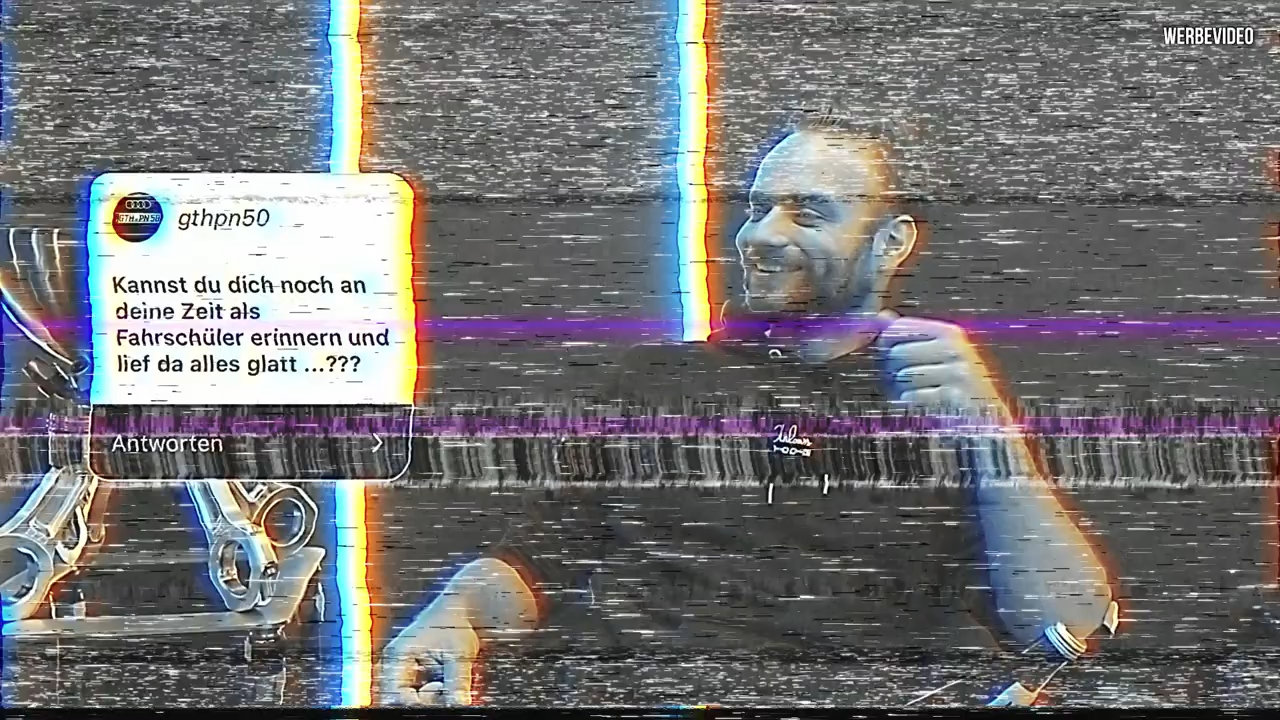 WERBEVIDEO
gthpn50
Kannst du dich noch an
deine Zeit als
Fahrschüler erinnern und
lief da alles glatt ...???
Antworten